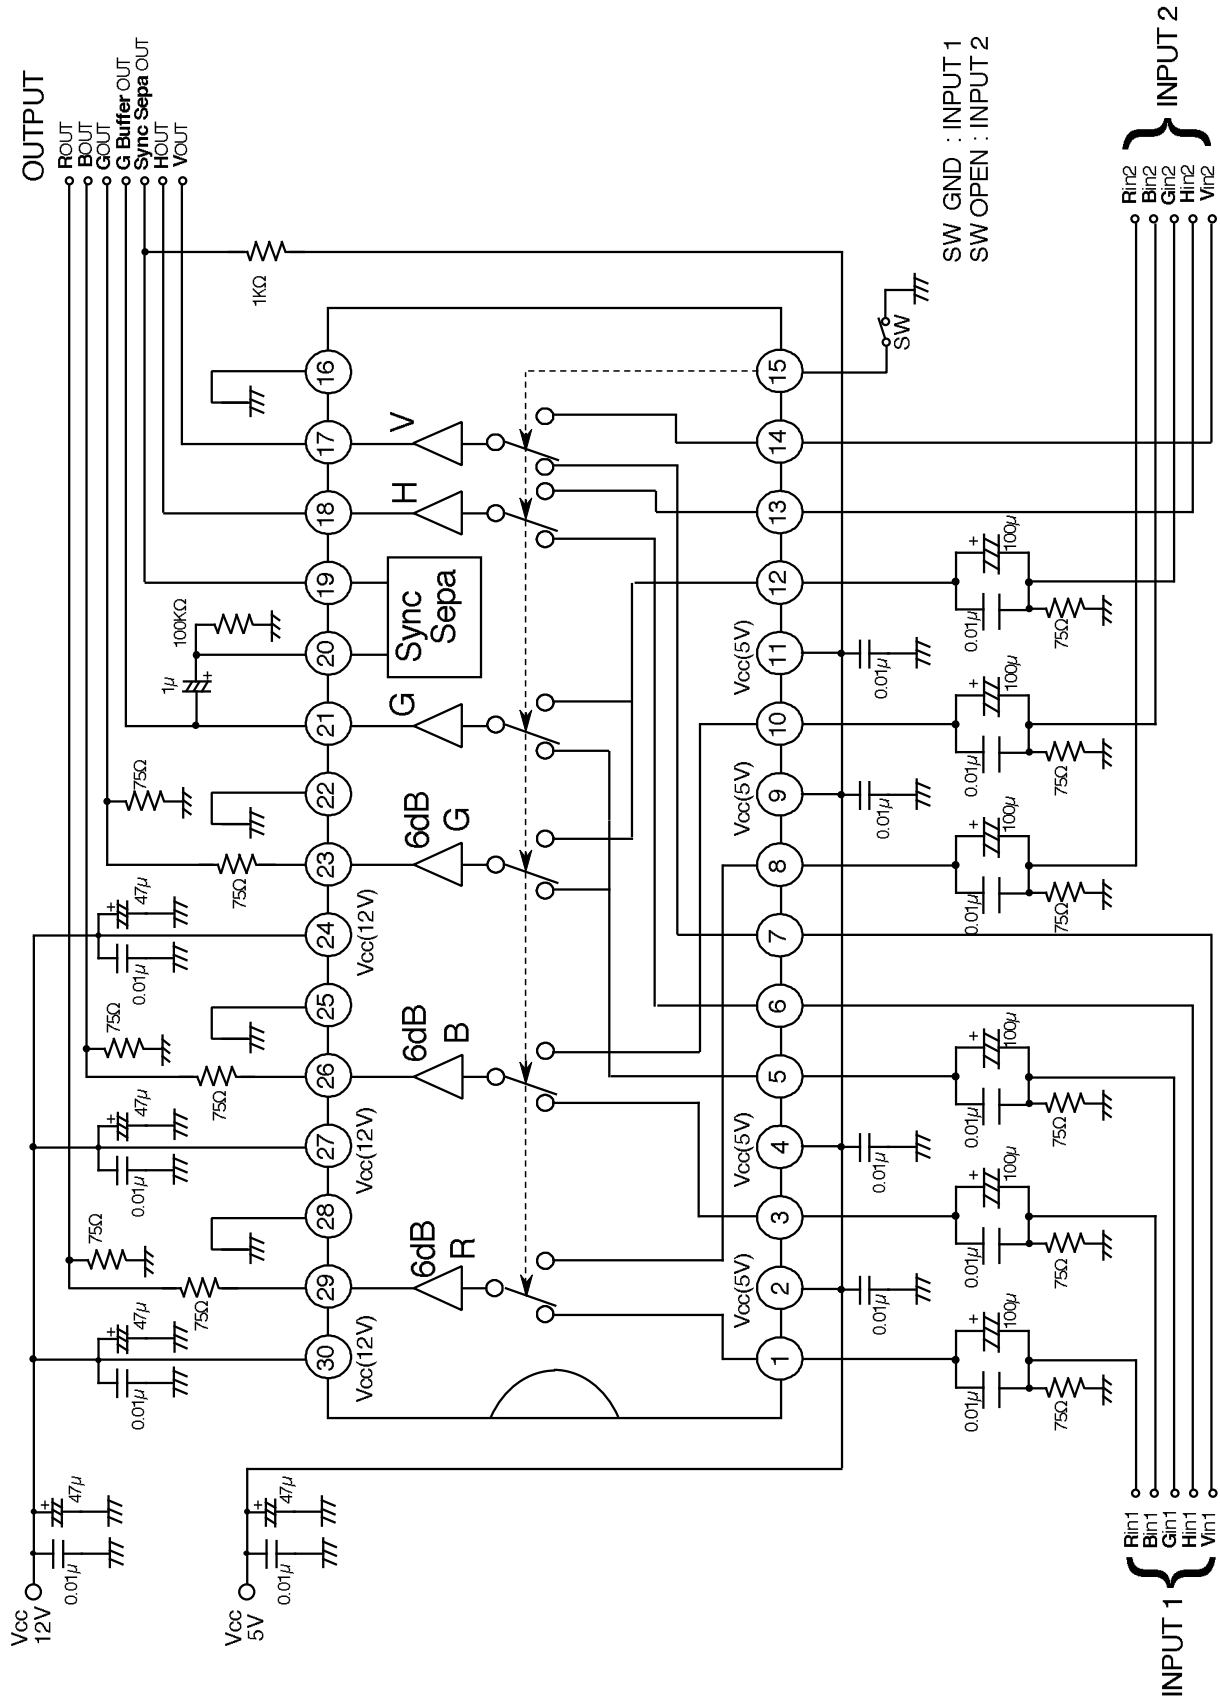 OUTPUT
ROUT
BOUT
GOUT
G Buffer OUT
Sync Sepa OUT
HOUT
VOUT
Vcc
12V
0.01µ
47µ
0.01µ
47µ
75Ω
75Ω
0.01µ
47µ
75Ω
75Ω
0.01µ
47µ
75Ω
75Ω
1µ
100KΩ
1KΩ
Vcc
5V
0.01µ
47µ
30
29
28
27
26
25
24
23
22
21
20
19
18
17
16
Vcc(12V)
Vcc(12V)
Vcc(12V)
6dB
R
6dB
B
6dB
G
G
Sync
Sepa
H
V
Vcc(5V)
Vcc(5V)
Vcc(5V)
Vcc(5V)
1
2
3
4
5
6
7
8
9
10
11
12
13
14
15
0.01µ
0.01µ
0.01µ
0.01µ
SW
SW GND : INPUT 1
SW OPEN : INPUT 2
0.01µ
+
100µ
75Ω
0.01µ
+
100µ
75Ω
0.01µ
+
100µ
75Ω
0.01µ
+
100µ
75Ω
0.01µ
+
100µ
75Ω
0.01µ
+
100µ
75Ω
Rin1
Bin1
Gin1
Hin1
Vin1
INPUT 1
Rin2
Bin2
Gin2
Hin2
Vin2
INPUT 2